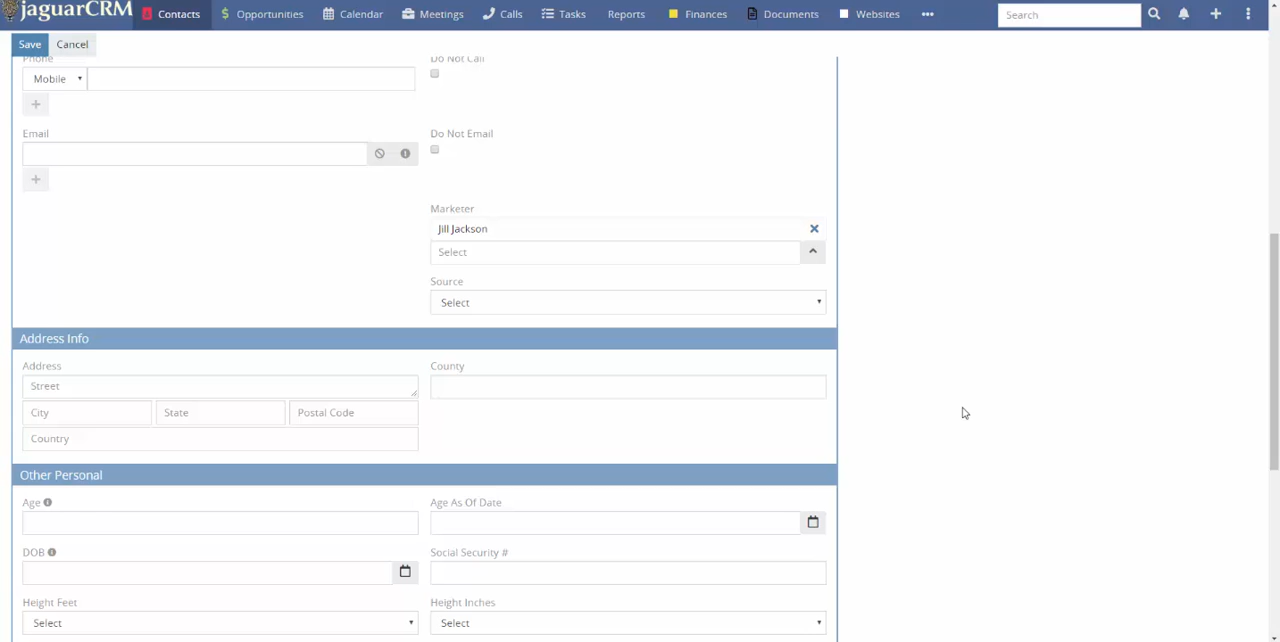 jaguarCRM Contacts $ Opportunities Calendar Meetings Calls Tasks Reports Finances Documents Websites ••• Search
Save Cancel
Phone Do Not Call
Mobile
+
Email Do Not Email
+
Marketer
Jill Jackson
Select
Source
Select
Address Info
Address County
Street
City State Postal Code
Country
Other Personal
Age Age As Of Date
DOB Social Security #
Height Feet Height Inches
Select Select